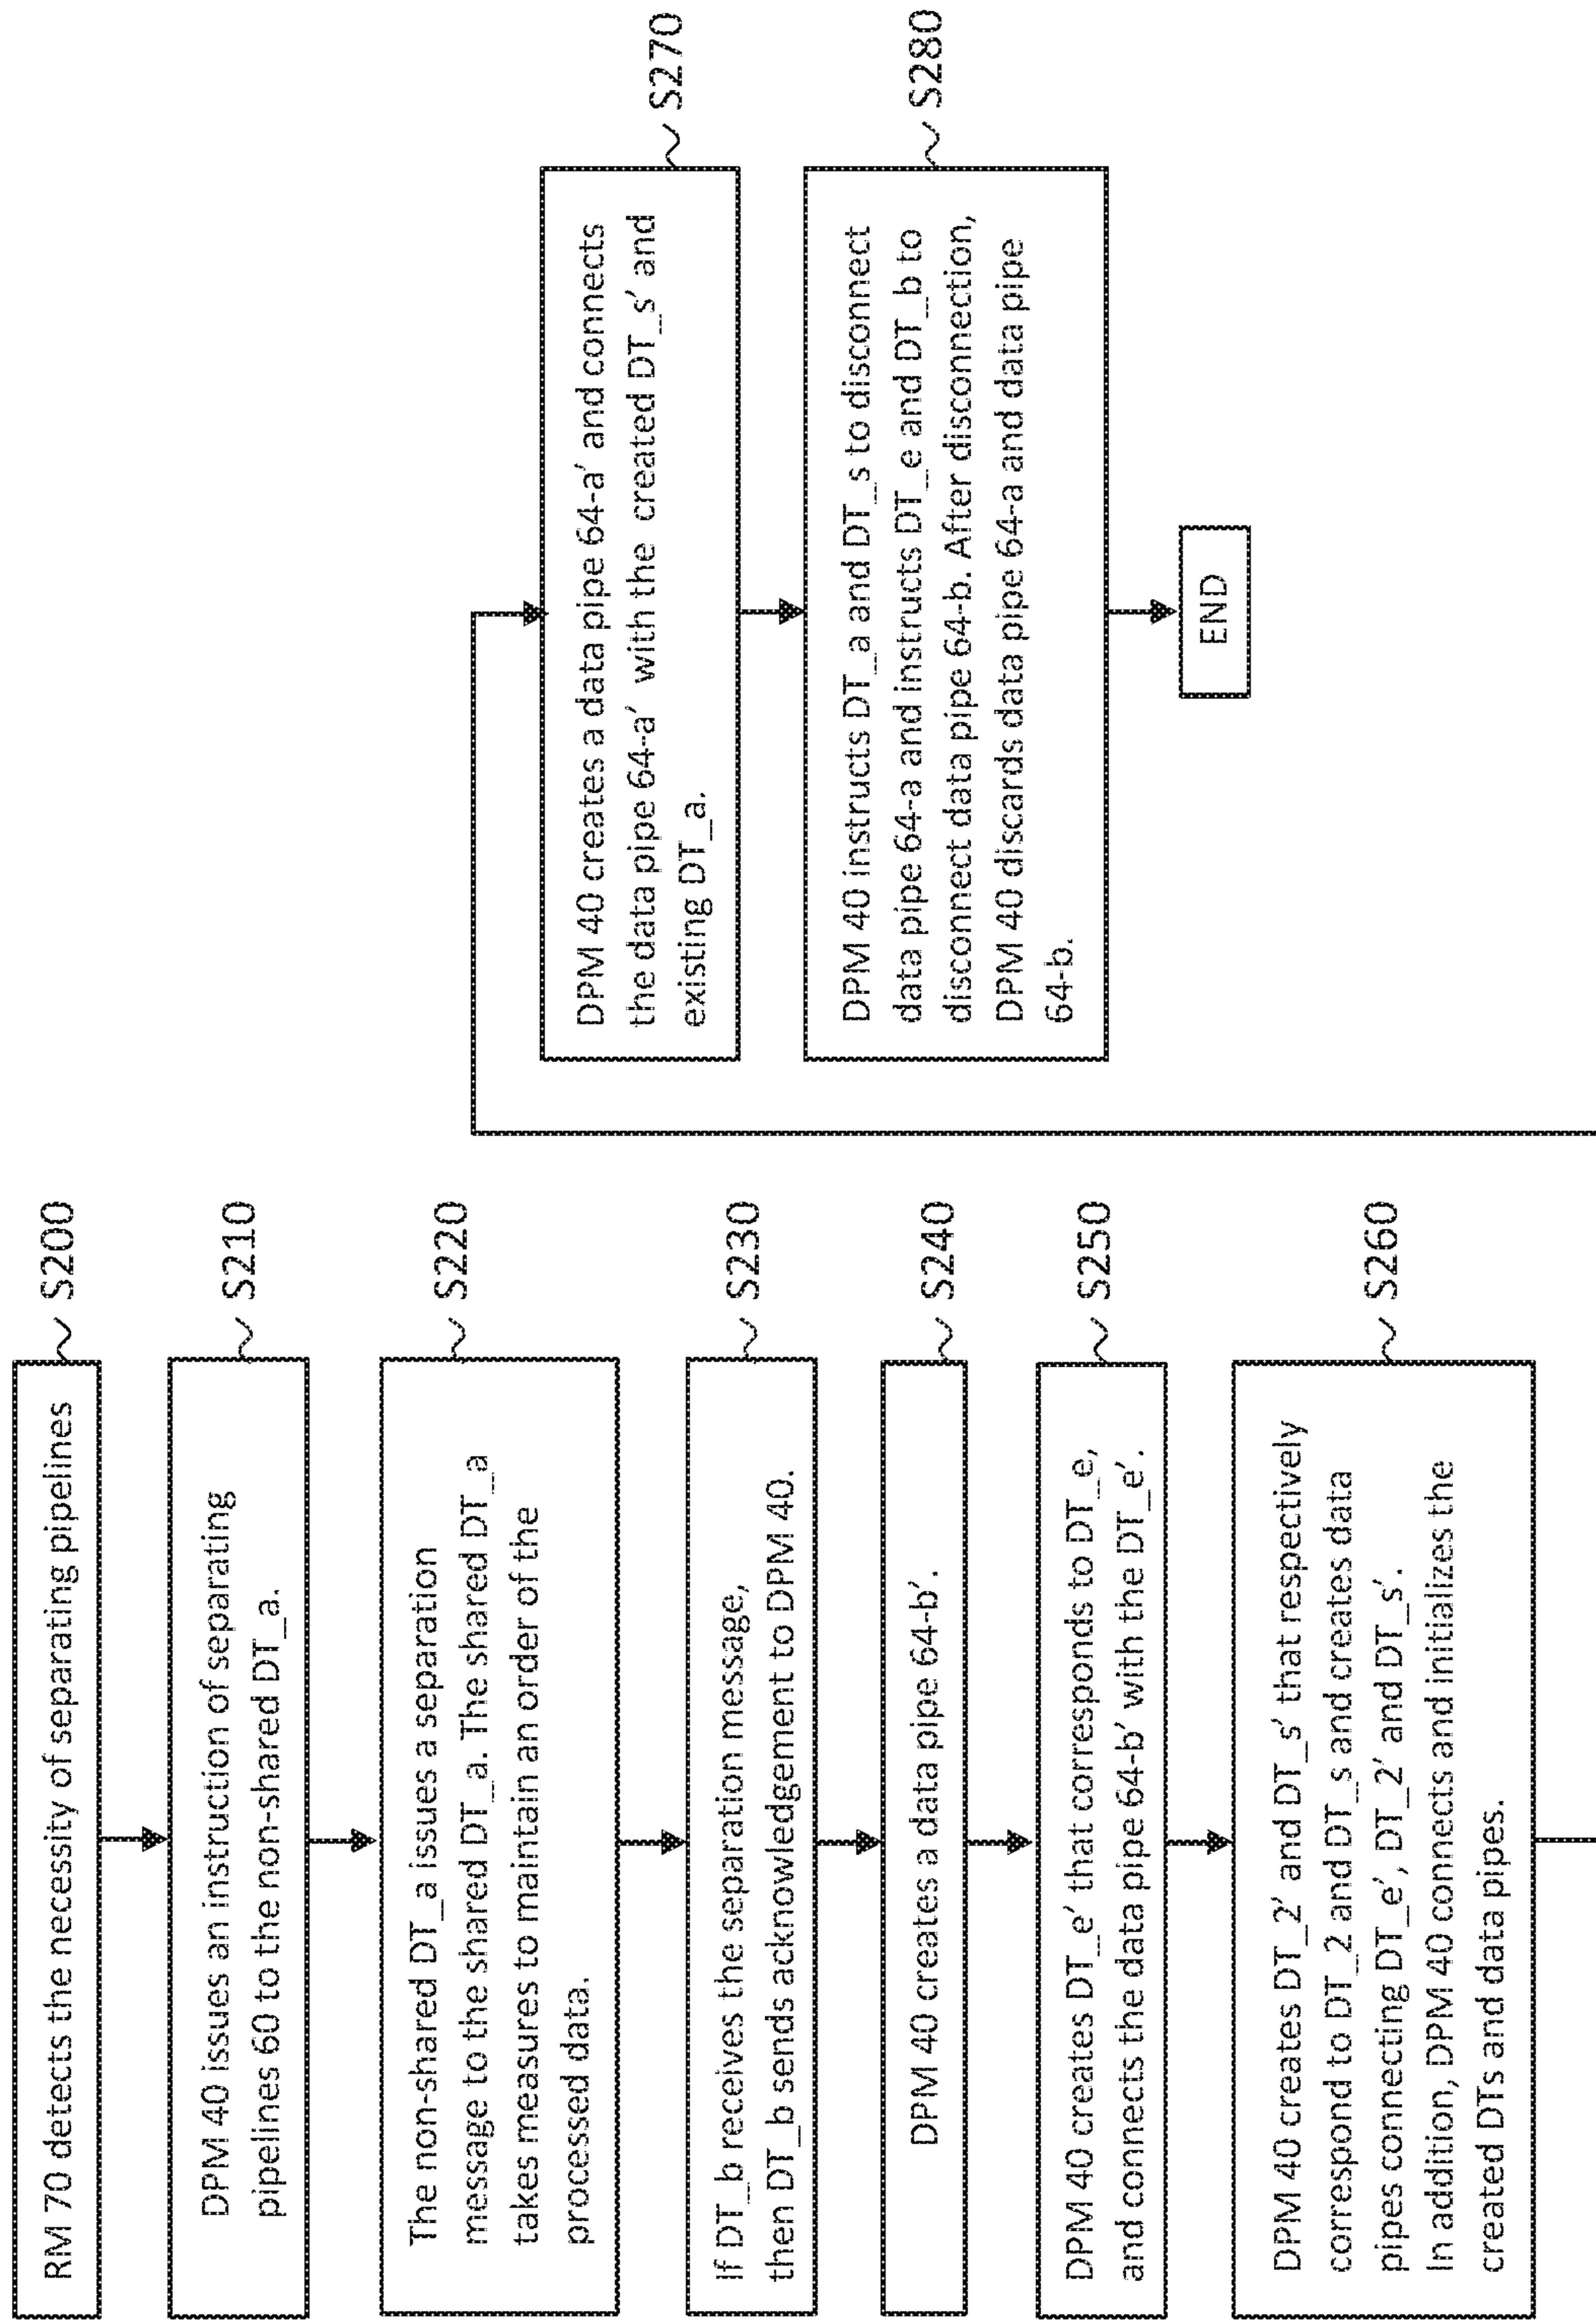 RM 70 detects the necessity of separating pipelines
S200
DPM 40 issues an instruction of separating
pipelines 60 to the non-shared DT_a.
S210
The non-shared DT_a issues a separation
message to the shared DT_a. The shared DT_a
takes measures to maintain an order of the
processed data.
S220
If DT_b receives the separation message,
then DT_b sends acknowledgement to DPM 40.
S230
DPM 40 creates a data pipe 64-b′.
S240
DPM 40 creates DT_e′ that corresponds to DT_e,
and connects the data pipe 64-b′ with the DT_e′.
S250
DPM 40 creates DT_2′ and DT_s′ that respectively
correspond to DT_2 and DT_s and creates data
pipes connecting DT_e′, DT_2′ and DT_s′.
In addition, DPM 40 connects and initializes the
created DTs and data pipes.
S260
DPM 40 creates a data pipe 64-a′ and connects
the data pipe 64-a′ with the created DT_s′ and
existing DT_a.
S270
DPM 40 instructs DT_a and DT_s to disconnect
data pipe 64-a and instructs DT_e and DT_b to
disconnect data pipe 64-b. After disconnection,
DPM 40 discards data pipe 64-a and data pipe
64-b.
S280
END